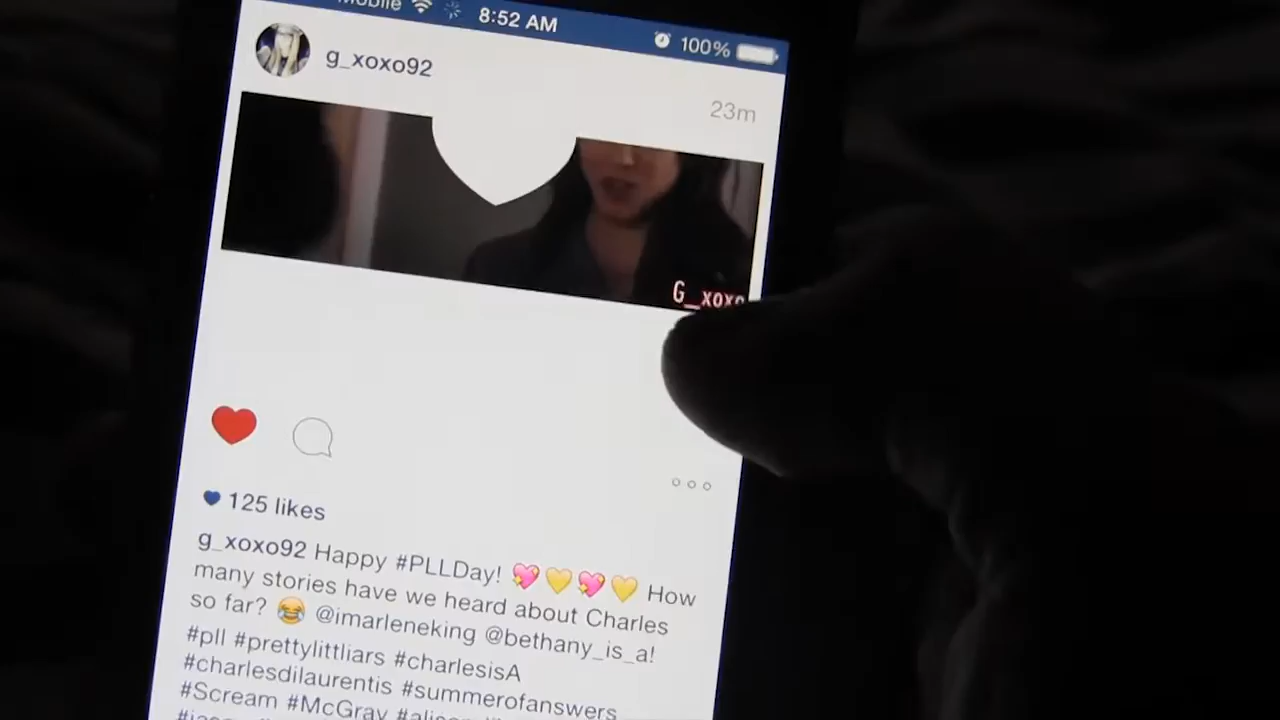 Mobile 8:52 AM 100%
g_xoxo92
23m
G_xoxo
125 likes
g_xoxo92 Happy #PLLDay! 💖💛💖💛 How
many stories have we heard about Charles
so far? 😂 @imarleneking @bethany_is_a!
#pll #prettylittliars #charlesisA
#charlesdilaurentis #summerofanswers
#Scream #McGray